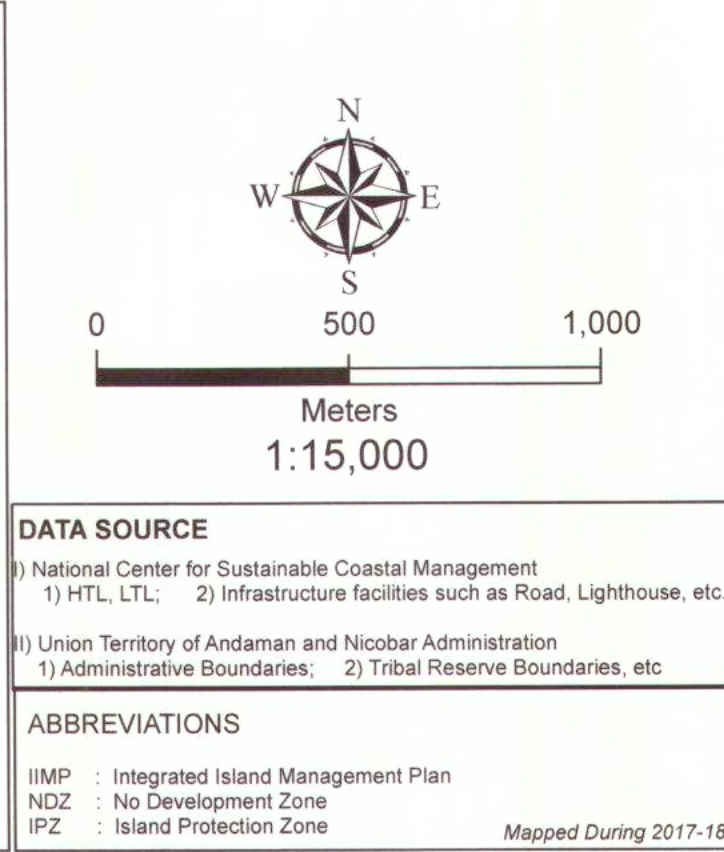 N
W E
S
0 500 1,000
Meters
1:15,000
DATA SOURCE
I) National Center for Sustainable Coastal Management
1) HTL, LTL; 2) Infrastructure facilities such as Road, Lighthouse, etc.
II) Union Territory of Andaman and Nicobar Administration
1) Administrative Boundaries; 2) Tribal Reserve Boundaries, etc
ABBREVIATIONS
IIMP : Integrated Island Management Plan
NDZ : No Development Zone
IPZ : Island Protection Zone
Mapped During 2017-18